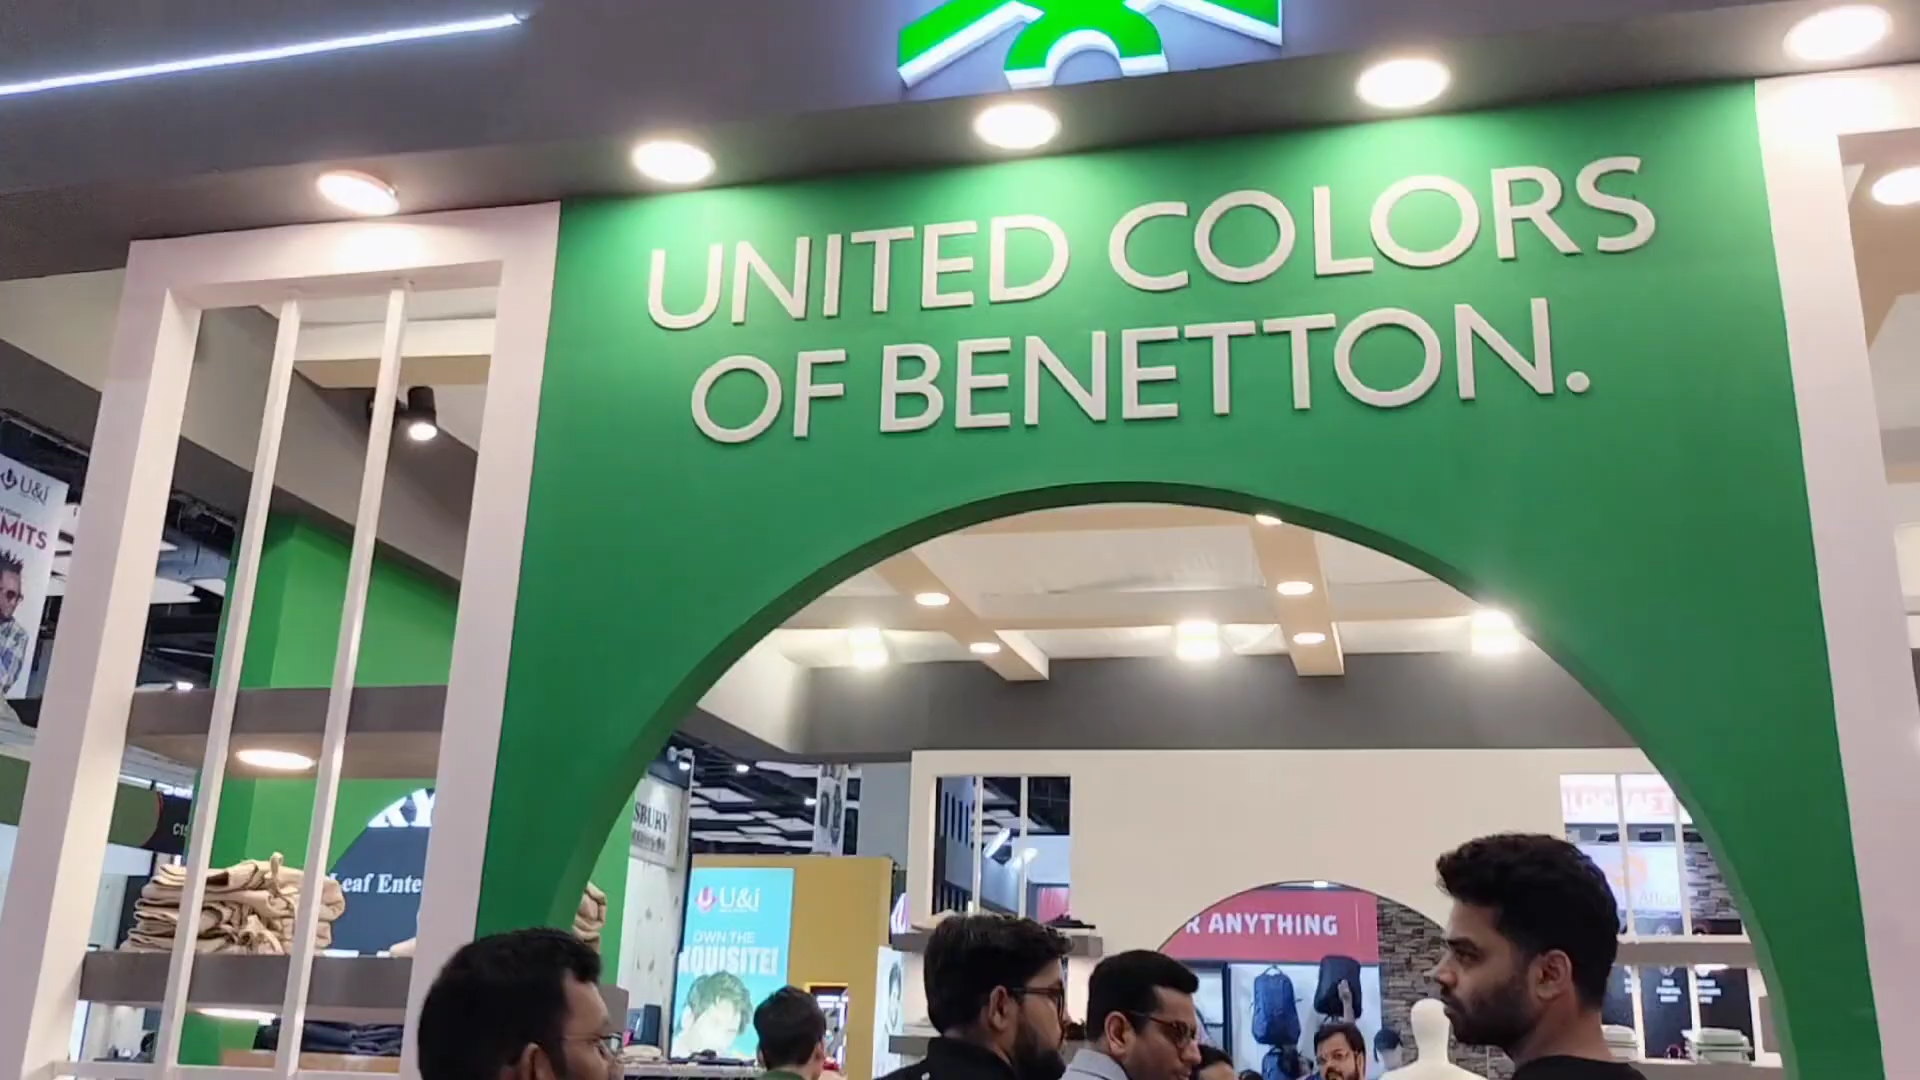 UNITED COLORS
OF BENETTON.
U&i
MITS
Leaf Ente
SBURY
U&i
OWN THE
XQUISITE!
R ANYTHING